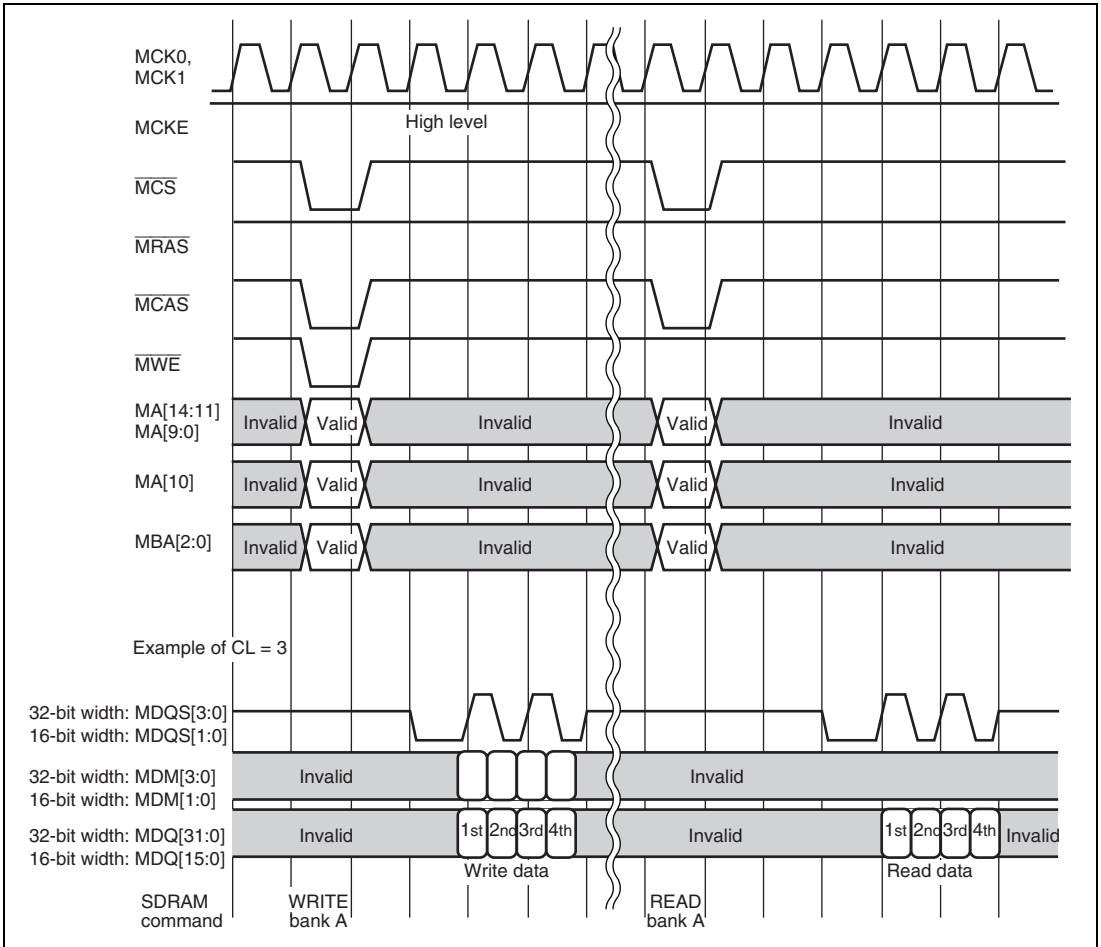 MCK0,
MCK1
High level
MCKE
MCS
MRAS
MCAS
MWE
MA[14:11]
MA[9:0]
Invalid Valid Invalid Valid Invalid
MA[10] Invalid Valid Invalid Valid Invalid
MBA[2:0] Invalid Valid Invalid Valid Invalid
Example of CL = 3
32-bit width: MDQS[3:0]
16-bit width: MDQS[1:0]
32-bit width: MDM[3:0] Invalid Invalid
16-bit width: MDM[1:0]
32-bit width: MDQ[31:0] Invalid 1st 2nd 3rd 4th Invalid 1st 2nd 3rd 4th Invalid
16-bit width: MDQ[15:0]
Write data Read data
SDRAM WRITE READ
command bank A bank A